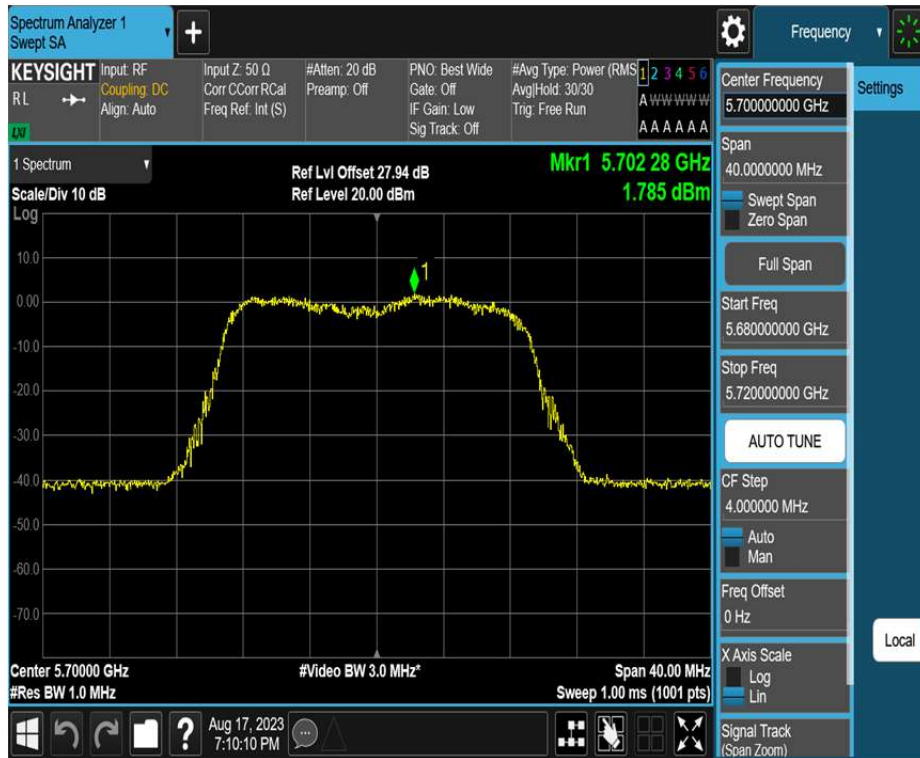 Spectrum Analyzer 1
Swept SA
+
Frequency
KEYSIGHT
RL
LXI
Input: RF
Coupling: DC
Align: Auto
Input Z: 50 Ω
Corr CCorr RCal
Freq Ref: Int (S)
#Atten: 20 dB
Preamp: Off
PNO: Best Wide
Gate: Off
IF Gain: Low
Sig Track: Off
#Avg Type: Power (RMS
Avg|Hold: 30/30
Trig: Free Run
1 2 3 4 5 6
A W W W W W
A A A A A A
1 Spectrum
Scale/Div 10 dB
Log
Ref Lvl Offset 27.94 dB
Ref Level 20.00 dBm
Mkr1 5.702 28 GHz
1.785 dBm
10.0
1
0.00
-10.0
-20.0
-30.0
-40.0
-50.0
-60.0
-70.0
Center 5.70000 GHz
#Res BW 1.0 MHz
#Video BW 3.0 MHz*
Span 40.00 MHz
Sweep 1.00 ms (1001 pts)
?
Aug 17, 2023
7:10:10 PM
Center Frequency
5.700000000 GHz
Span
40.0000000 MHz
Swept Span
Zero Span
Full Span
Start Freq
5.680000000 GHz
Stop Freq
5.720000000 GHz
AUTO TUNE
CF Step
4.000000 MHz
Auto
Man
Freq Offset
0 Hz
X Axis Scale
Log
Lin
Signal Track
(Span Zoom)
Settings
Local